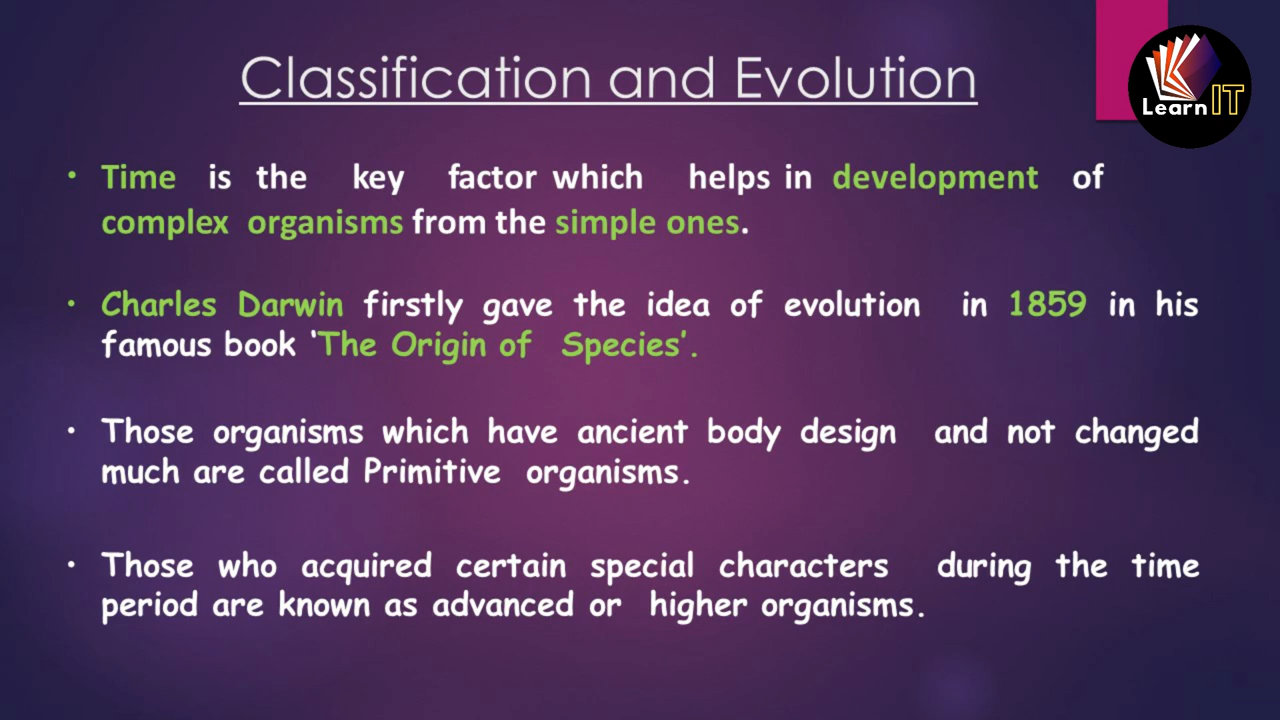 Classification and Evolution
Learn IT
• Time is the key factor which helps in development of
complex organisms from the simple ones.
• Charles Darwin firstly gave the idea of evolution in 1859 in his
famous book ‘The Origin of Species’.
• Those organisms which have ancient body design and not changed
much are called Primitive organisms.
• Those who acquired certain special characters during the time
period are known as advanced or higher organisms.